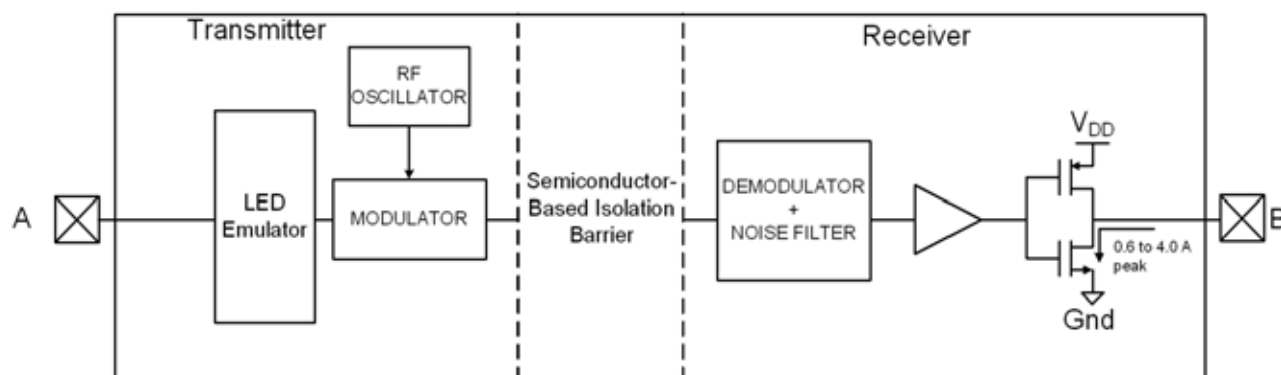 Transmitter
Receiver
RF
OSCILLATOR
LED
Emulator
MODULATOR
Semiconductor-
Based Isolation
Barrier
DEMODULATOR
+
NOISE FILTER
VDD
0.6 to 4.0 A
peak
Gnd
A
B